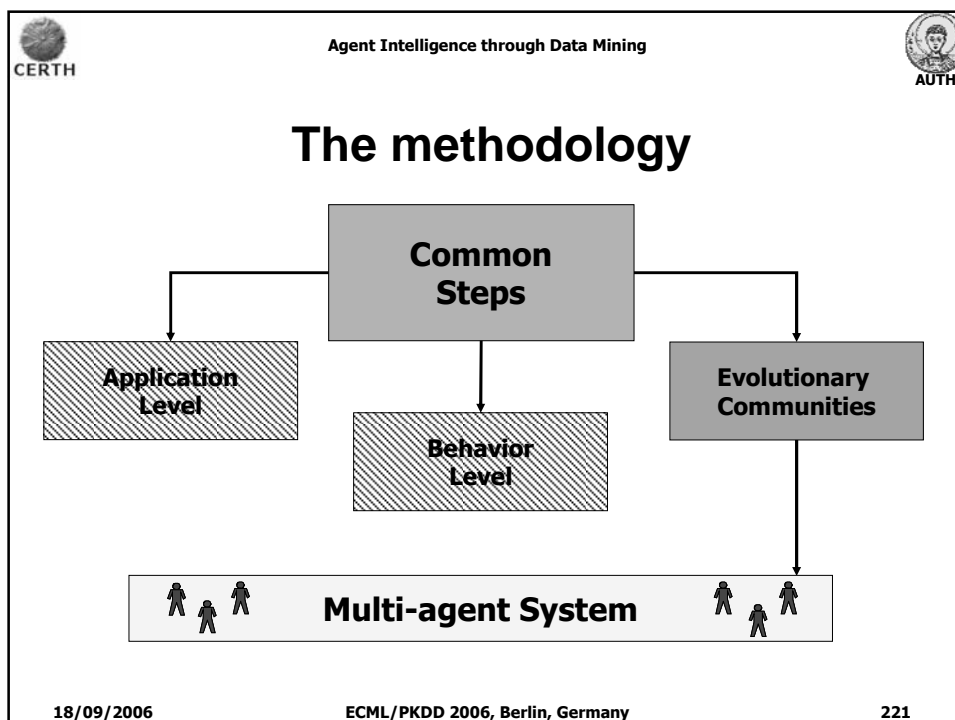 CERTH
Agent Intelligence through Data Mining
AUTH
The methodology
Common
Steps
Application
Level
Behavior
Level
Evolutionary
Communities
Multi-agent System
18/09/2006
ECML/PKDD 2006, Berlin, Germany
221